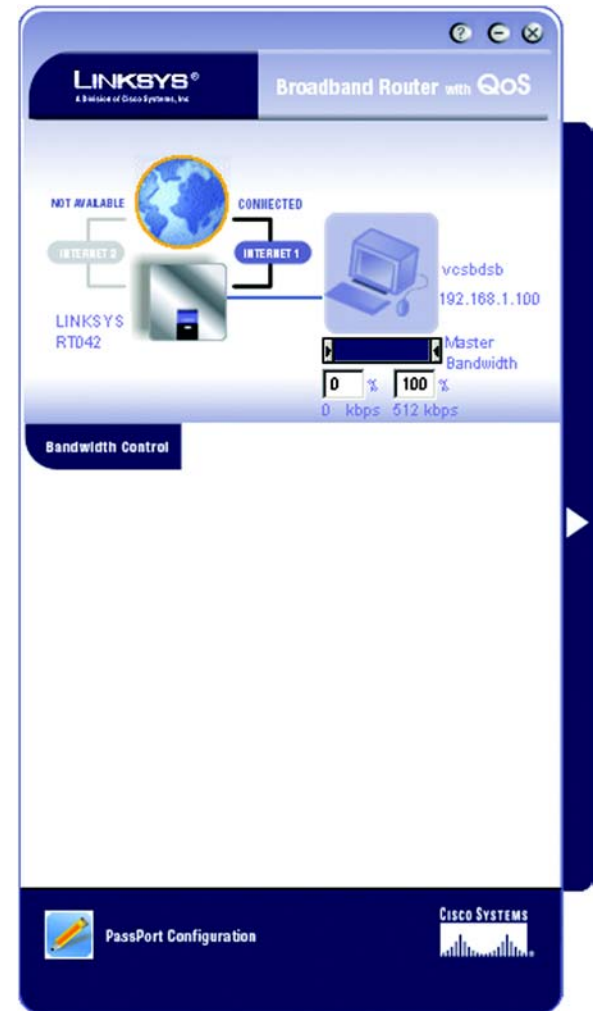 ?
LINKSYS®
A Division of Cisco Systems, Inc
Broadband Router with QoS
NOT AVAILABLE
CONNECTED
INTERNET 2
INTERNET 1
vcsbdsb
192.168.1.100
LINKSYS
RT042
Master
Bandwidth
0 % 100 %
0 kbps 512 kbps
Bandwidth Control
PassPort Configuration
CISCO SYSTEMS
®